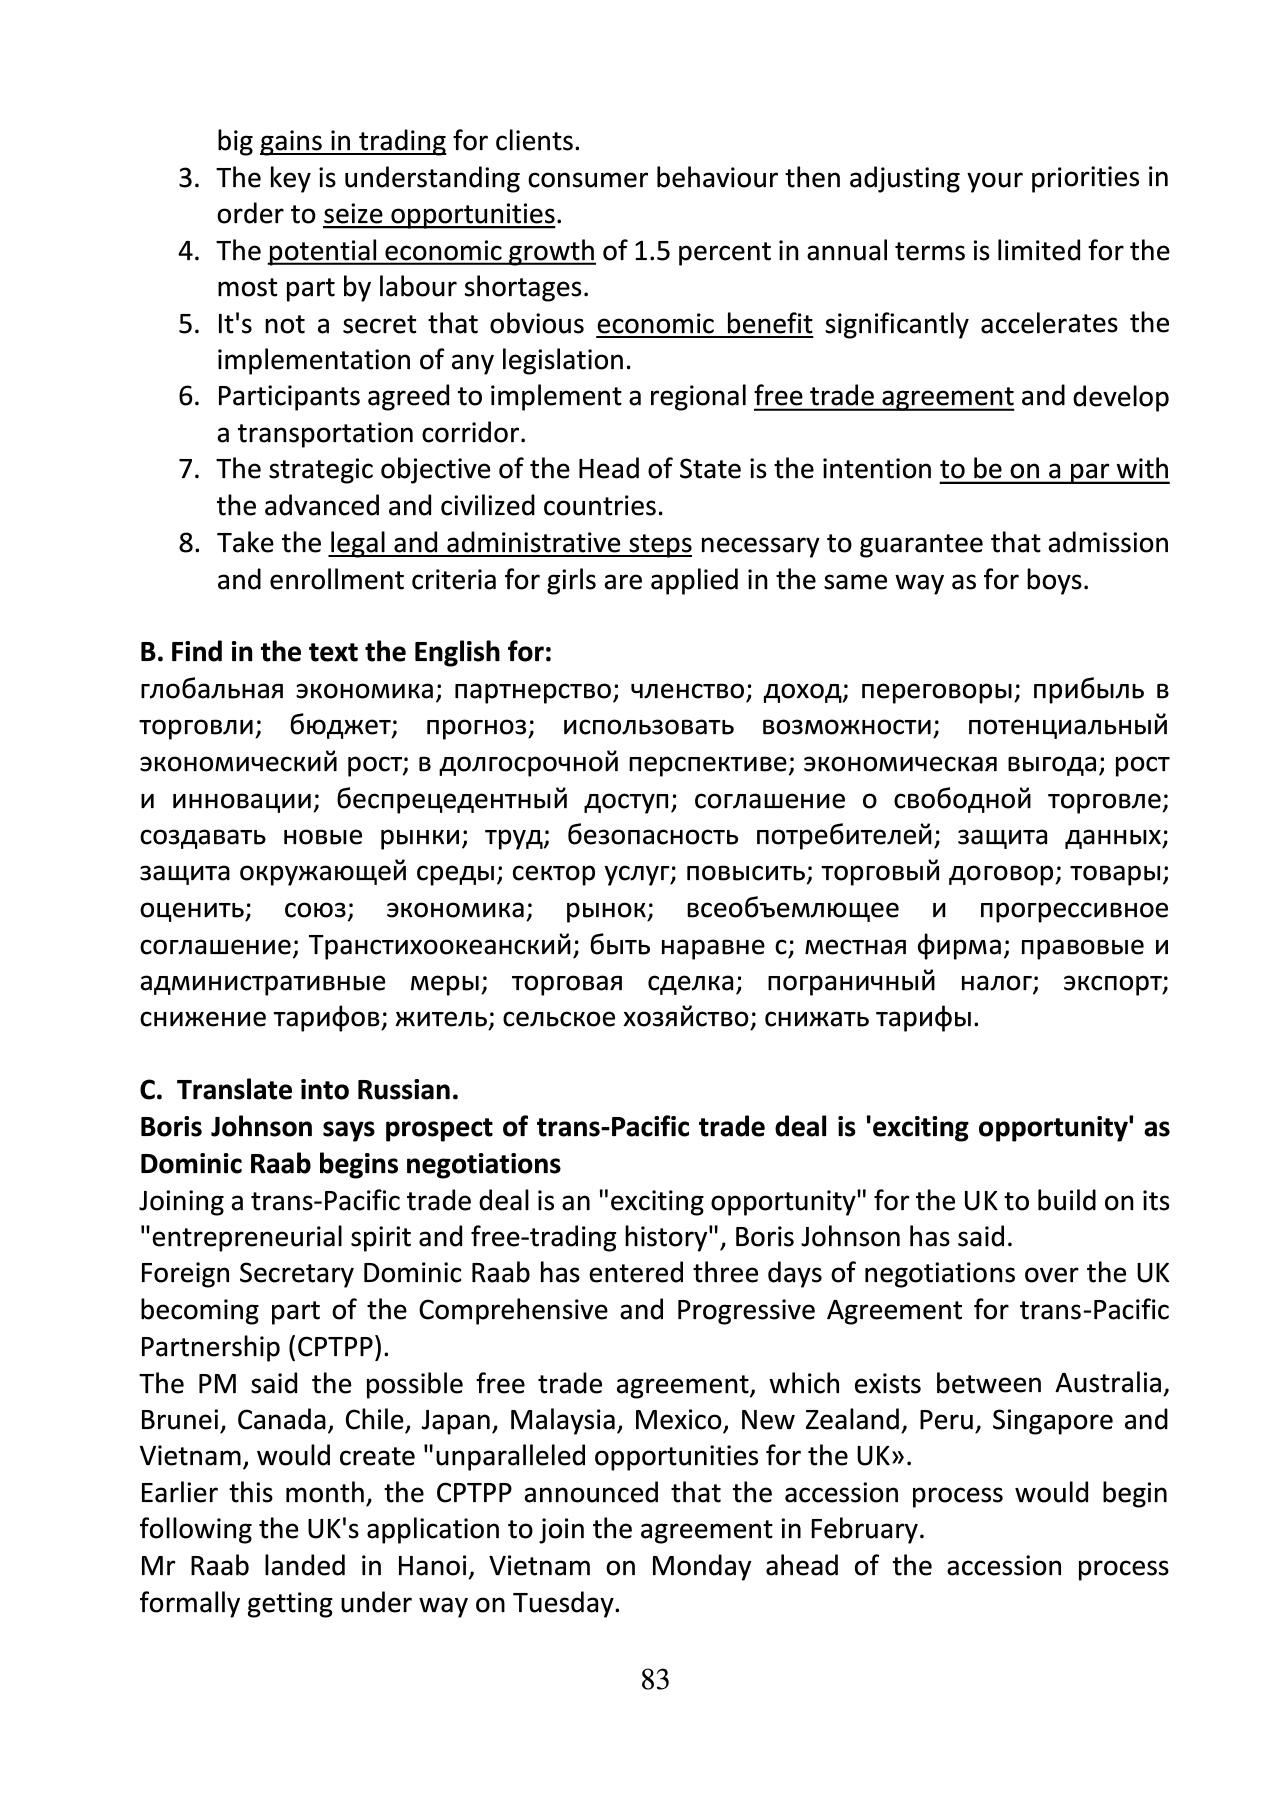 big gains in trading for clients.
3. The key is understanding consumer behaviour then adjusting your priorities in
order to seize opportunities.
4. The potential economic growth of 1.5 percent in annual terms is limited for the
most part by labour shortages.
5. It's not a secret that obvious economic benefit significantly accelerates the
implementation of any legislation.
6. Participants agreed to implement a regional free trade agreement and develop
a transportation corridor.
7. The strategic objective of the Head of State is the intention to be on a par with
the advanced and civilized countries.
8. Take the legal and administrative steps necessary to guarantee that admission
and enrollment criteria for girls are applied in the same way as for boys.
B. Find in the text the English for:
глобальная экономика; партнерство; членство; доход; переговоры; прибыль в
торговли; бюджет; прогноз; использовать возможности; потенциальный
экономический рост; в долгосрочной перспективе; экономическая выгода; рост
и инновации; беспрецедентный доступ; соглашение о свободной торговле;
создавать новые рынки; труд; безопасность потребителей; защита данных;
защита окружающей среды; сектор услуг; повысить; торговый договор; товары;
оценить; союз; экономика; рынок; всеобъемлющее и прогрессивное
соглашение; Транстихоокеанский; быть наравне с; местная фирма; правовые и
административные меры; торговая сделка; пограничный налог; экспорт;
снижение тарифов; житель; сельское хозяйство; снижать тарифы.
C. Translate into Russian.
Boris Johnson says prospect of trans-Pacific trade deal is 'exciting opportunity' as
Dominic Raab begins negotiations
Joining a trans-Pacific trade deal is an "exciting opportunity" for the UK to build on its
"entrepreneurial spirit and free-trading history", Boris Johnson has said.
Foreign Secretary Dominic Raab has entered three days of negotiations over the UK
becoming part of the Comprehensive and Progressive Agreement for trans-Pacific
Partnership (CPTPP).
The PM said the possible free trade agreement, which exists between Australia,
Brunei, Canada, Chile, Japan, Malaysia, Mexico, New Zealand, Peru, Singapore and
Vietnam, would create "unparalleled opportunities for the UK».
Earlier this month, the CPTPP announced that the accession process would begin
following the UK's application to join the agreement in February.
Mr Raab landed in Hanoi, Vietnam on Monday ahead of the accession process
formally getting under way on Tuesday.
83